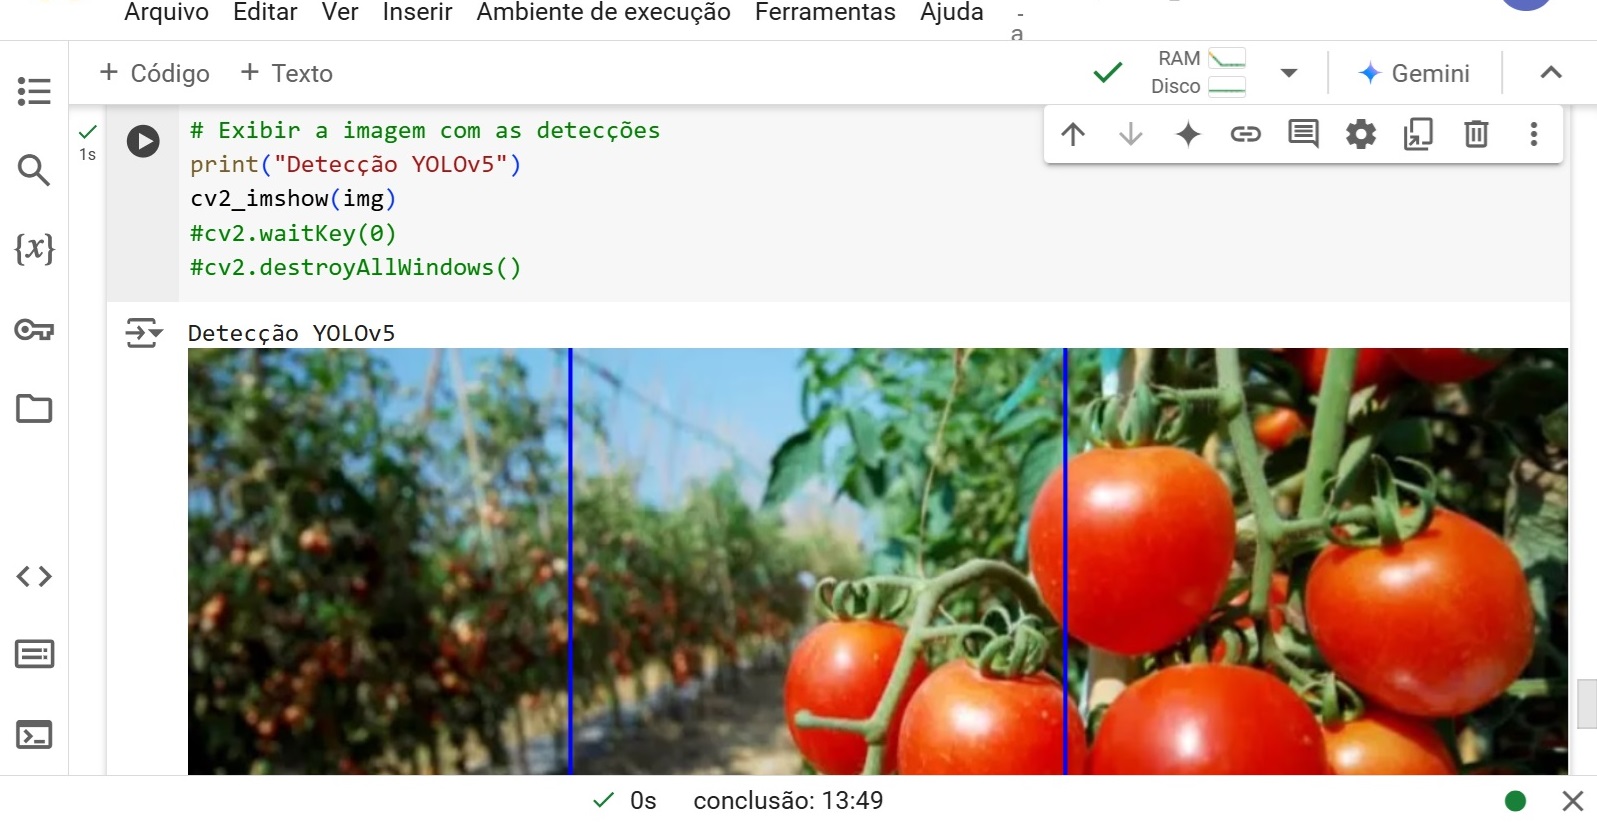 Arquivo Editar Ver Inserir Ambiente de execução Ferramentas Ajuda
-
a
+ Código + Texto
RAM
Disco
Gemini
1s
# Exibir a imagem com as detecções
print("Detecção YOLOv5")
cv2_imshow(img)
#cv2.waitKey(0)
#cv2.destroyAllWindows()
{x}
Detecção YOLOv5
0s conclusão: 13:49